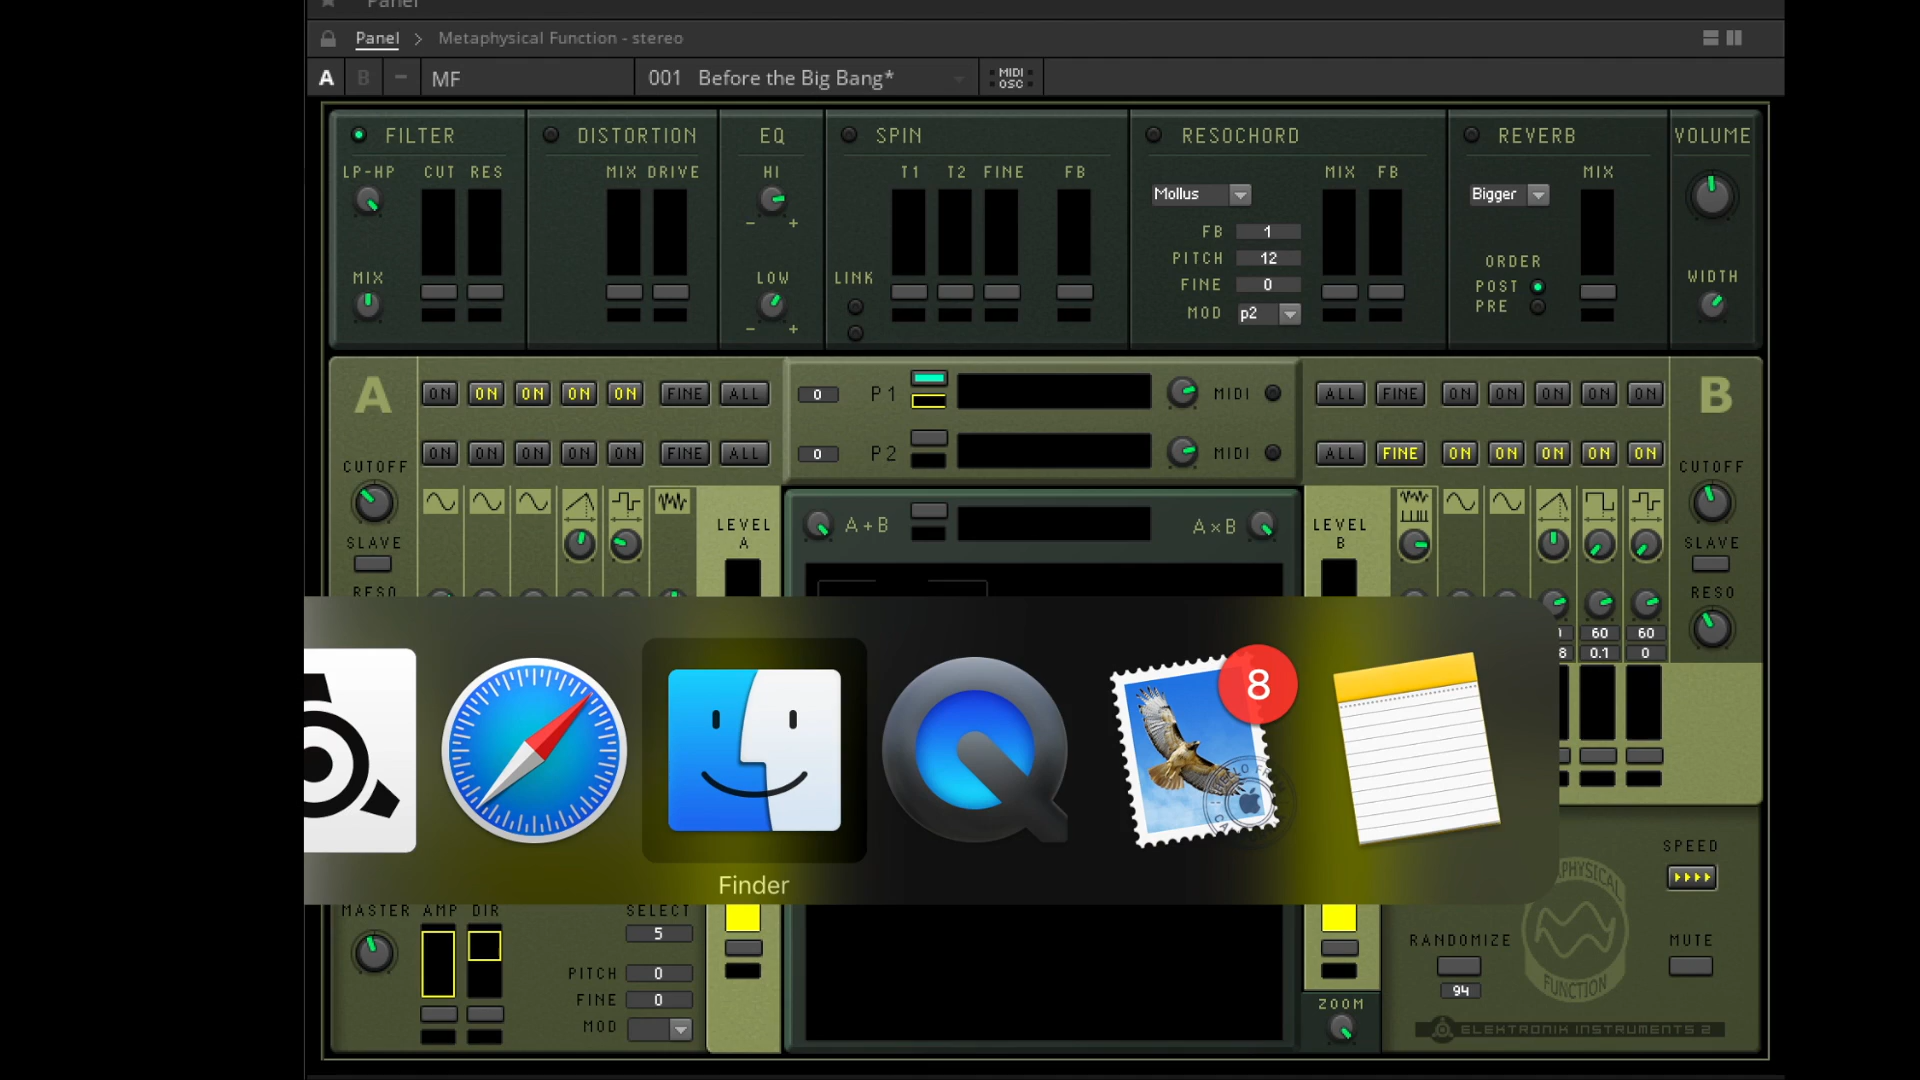 Panel
Panel > Metaphysical Function - stereo
A B - MF 001 Before the Big Bang* MIDI OSC
FILTER DISTORTION EQ SPIN RESOCHORD REVERB VOLUME
LP-HP CUT RES MIX DRIVE HI T1 T2 FINE FB MIX FB MIX
Mollus Bigger
- +
FB 1
PITCH 12
ORDER
MIX LOW LINK WIDTH
FINE 0 POST
PRE
MOD p2
- +
A ON ON ON ON ON FINE ALL 0 P1 MIDI ALL FINE ON ON ON ON ON B
ON ON ON ON ON FINE ALL 0 P2 MIDI ALL FINE ON ON ON ON ON
CUTOFF CUTOFF
LEVEL A A+B AxB LEVEL B
SLAVE SLAVE
RESO RESO
60 60
8 0.1 0
8
Finder
SPEED
MASTER AMP DIR SELECT
5
RANDOMIZE MUTE
PITCH 0
94
FINE 0
ZOOM
MOD
APHYSICAL
FUNCTION
ELEKTRONIK INSTRUMENTS 2